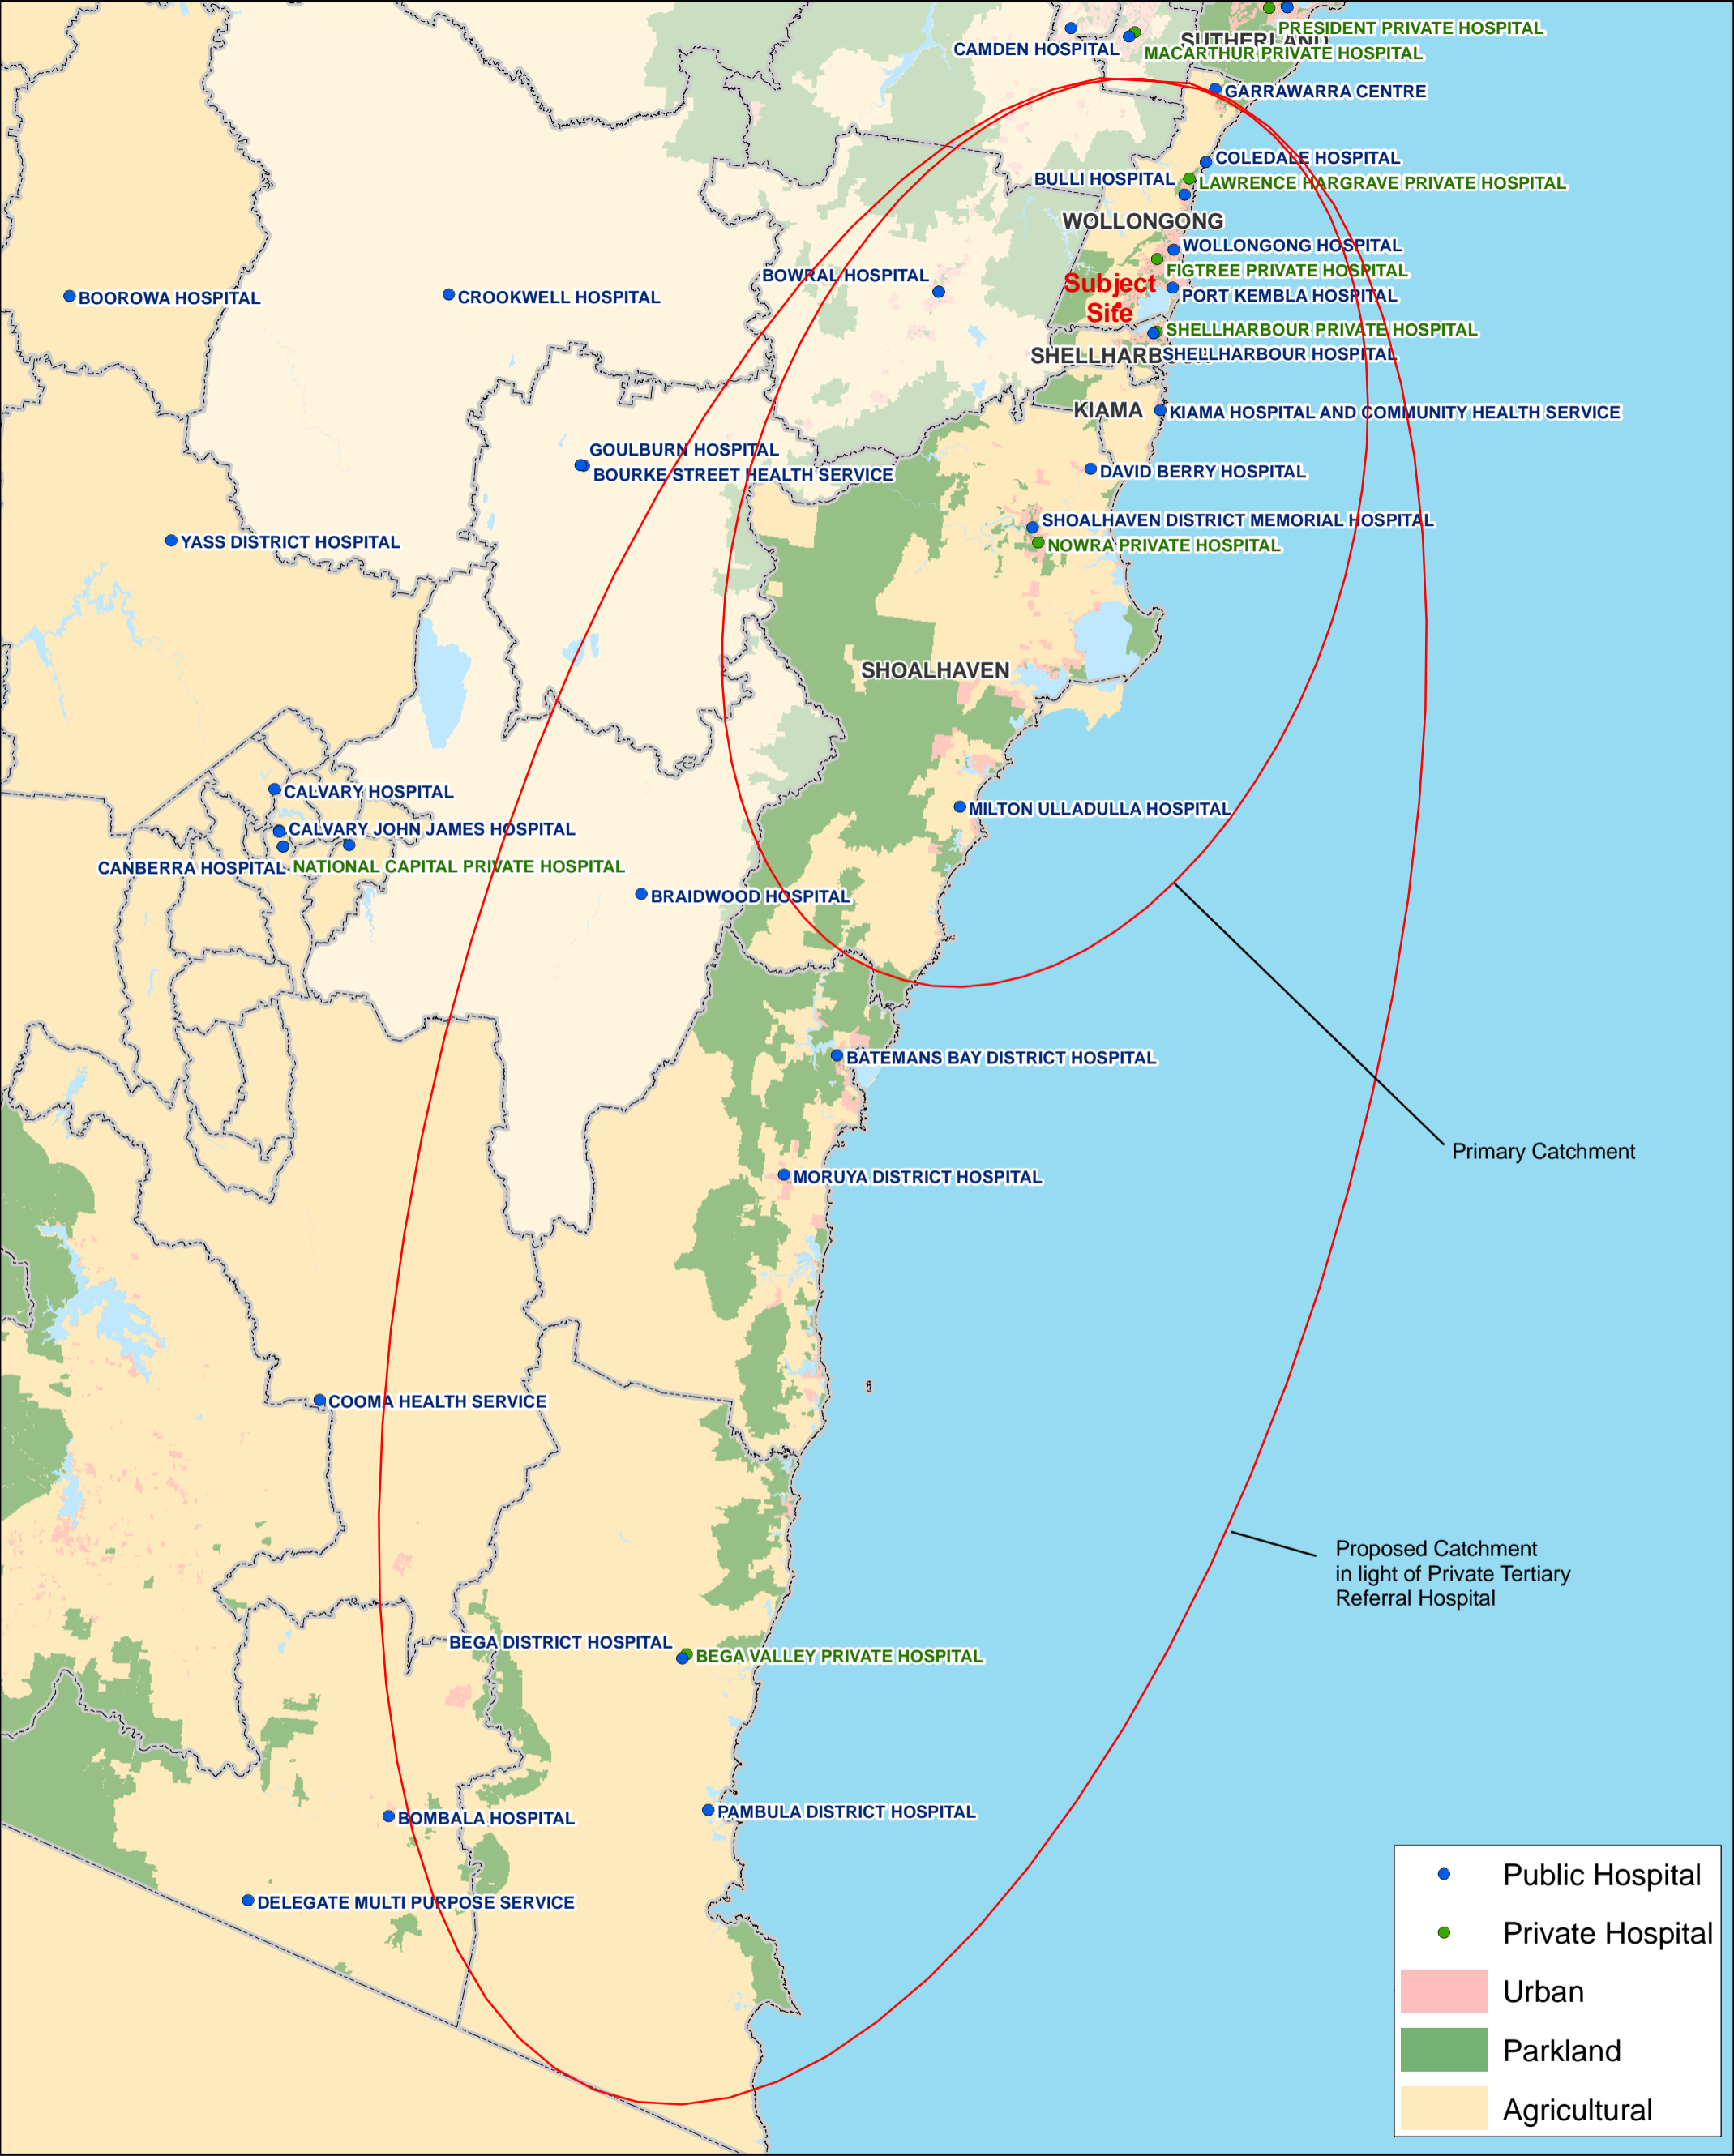 PRESIDENT PRIVATE HOSPITAL
SUTHERLAND
CAMDEN HOSPITAL
MACARTHUR PRIVATE HOSPITAL
GARRAWARRA CENTRE
COLEDALE HOSPITAL
BULLI HOSPITAL
LAWRENCE HARGRAVE PRIVATE HOSPITAL
WOLLONGONG
WOLLONGONG HOSPITAL
FIGTREE PRIVATE HOSPITAL
BOWRAL HOSPITAL
Subject
Site
PORT KEMBLA HOSPITAL
BOOROWA HOSPITAL
CROOKWELL HOSPITAL
SHELLHARBOUR PRIVATE HOSPITAL
SHELLHARB
SHELLHARBOUR HOSPITAL
KIAMA
KIAMA HOSPITAL AND COMMUNITY HEALTH SERVICE
GOULBURN HOSPITAL
BOURKE STREET HEALTH SERVICE
DAVID BERRY HOSPITAL
SHOALHAVEN DISTRICT MEMORIAL HOSPITAL
NOWRA PRIVATE HOSPITAL
YASS DISTRICT HOSPITAL
SHOALHAVEN
CALVARY HOSPITAL
MILTON ULLADULLA HOSPITAL
CALVARY JOHN JAMES HOSPITAL
CANBERRA HOSPITAL
NATIONAL CAPITAL PRIVATE HOSPITAL
BRAIDWOOD HOSPITAL
BATEMANS BAY DISTRICT HOSPITAL
Primary Catchment
MORUYA DISTRICT HOSPITAL
COOMA HEALTH SERVICE
Proposed Catchment
in light of Private Tertiary
Referral Hospital
BEGA DISTRICT HOSPITAL
BEGA VALLEY PRIVATE HOSPITAL
PAMBULA DISTRICT HOSPITAL
BOMBALA HOSPITAL
DELEGATE MULTI PURPOSE SERVICE
Public Hospital
Private Hospital
Urban
Parkland
Agricultural